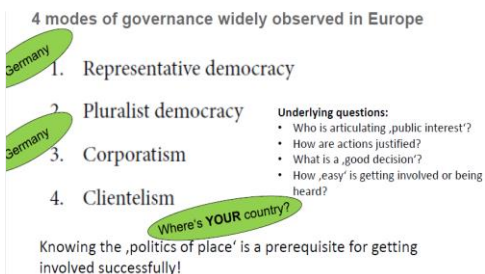 4 modes of governance widely observed in Europe
Germany
1. Representative democracy
2. Pluralist democracy
Germany
3. Corporatism
4. Clientelism
Underlying questions:
• Who is articulating ‚public interest‘?
• How are actions justified?
• What is a ‚good decision‘?
• How ‚easy‘ is getting involved or being
heard?
Where's YOUR country?
Knowing the ‚politics of place‘ is a prerequisite for getting
involved successfully!